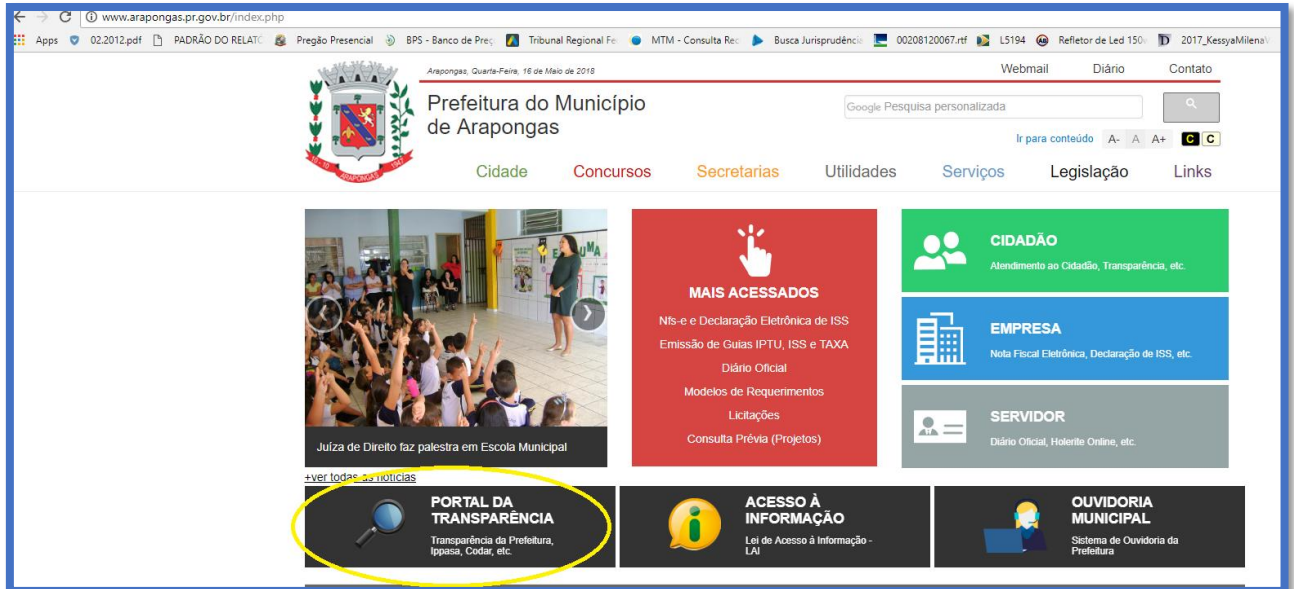 www.arapongas.pr.gov.br/index.php
Apps 02.2012.pdf PADRÃO DO RELATO Pregão Presencial BPS - Banco de Preç Tribunal Regional Fe MTM - Consulta Rec Busca Jurisprudência 00208120067.rtf L5194 Refletor de Led 150 2017_KessyaMilena
Arapongas, Quarta-Feira, 16 de Maio de 2018
Webmail Diário Contato
Prefeitura do Município
de Arapongas
Google Pesquisa personalizada
Ir para conteúdo A- A A+ C C
10 - 10 ARAPONGAS 1947
Cidade Concursos Secretarias Utilidades Serviços Legislação Links
MAIS ACESSADOS
Nfs-e e Declaração Eletrônica de ISS
Emissão de Guias IPTU, ISS e TAXA
Diário Oficial
Modelos de Requerimentos
Licitações
Consulta Prévia (Projetos)
CIDADÃO
Atendimento ao Cidadão, Transparência, etc.
EMPRESA
Nota Fiscal Eletrônica, Declaração de ISS, etc.
SERVIDOR
Diário Oficial, Holerite Online, etc.
Juíza de Direito faz palestra em Escola Municipal
+ver todas as notícias
PORTAL DA
TRANSPARÊNCIA
Transparência da Prefeitura,
Ippasa, Codar, etc.
ACESSO À
INFORMAÇÃO
Lei de Acesso à Informação -
LAI
OUVIDORIA
MUNICIPAL
Sistema de Ouvidoria da
Prefeitura